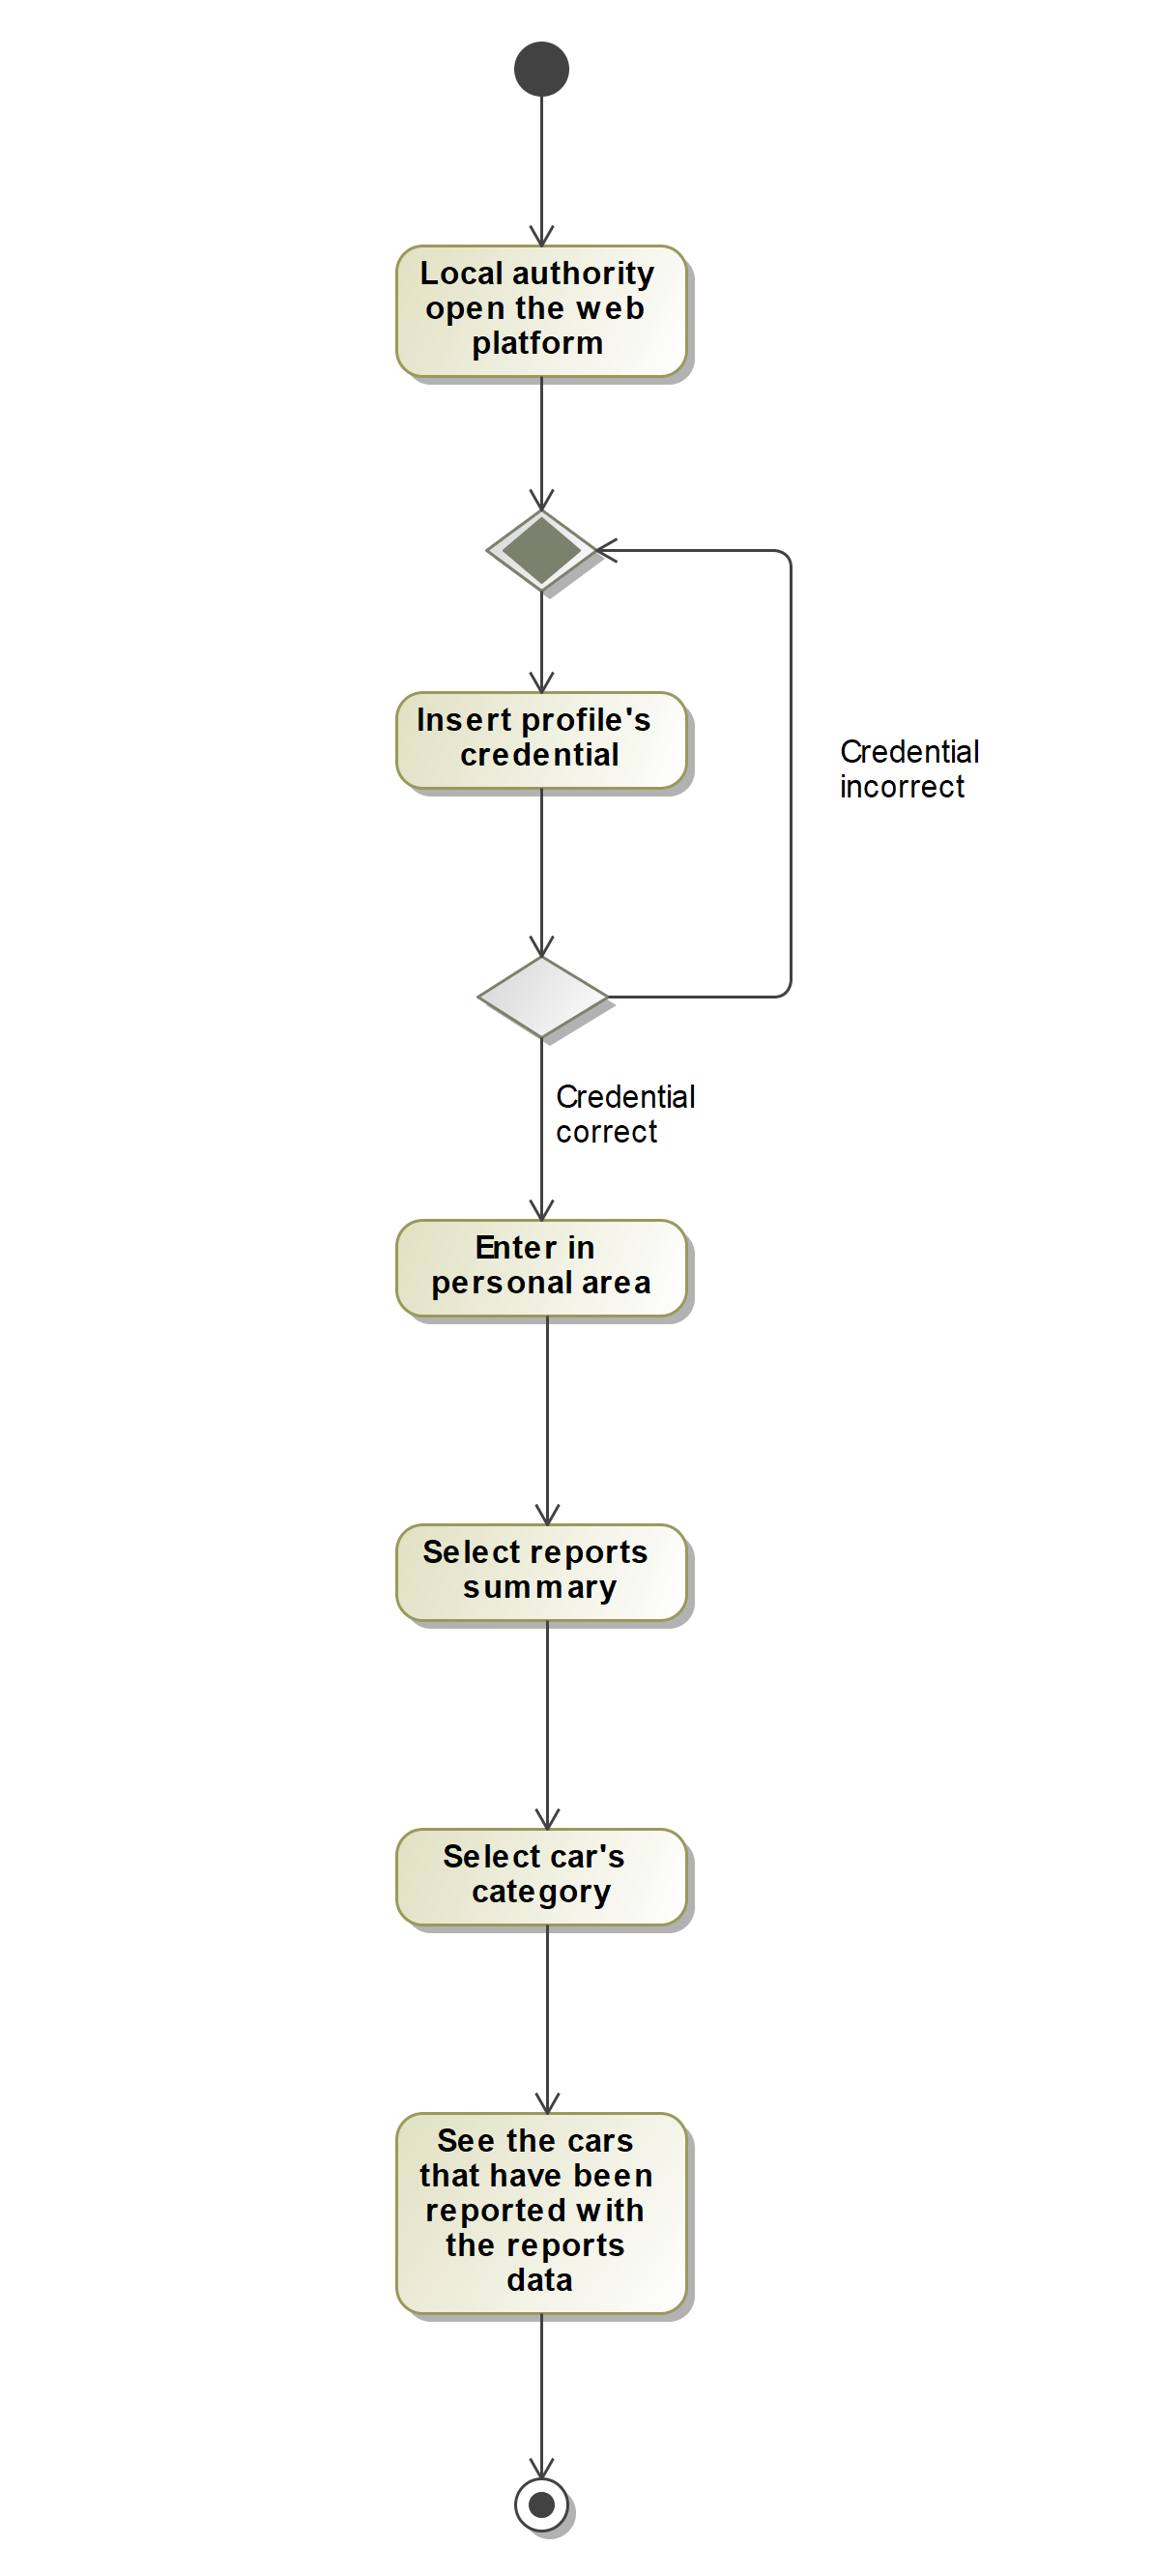 Local authority
open the web
platform
Insert profile's
credential
Credential
incorrect
Credential
correct
Enter in
personal area
Select reports
summary
Select car's
category
See the cars
that have been
reported with
the reports
data